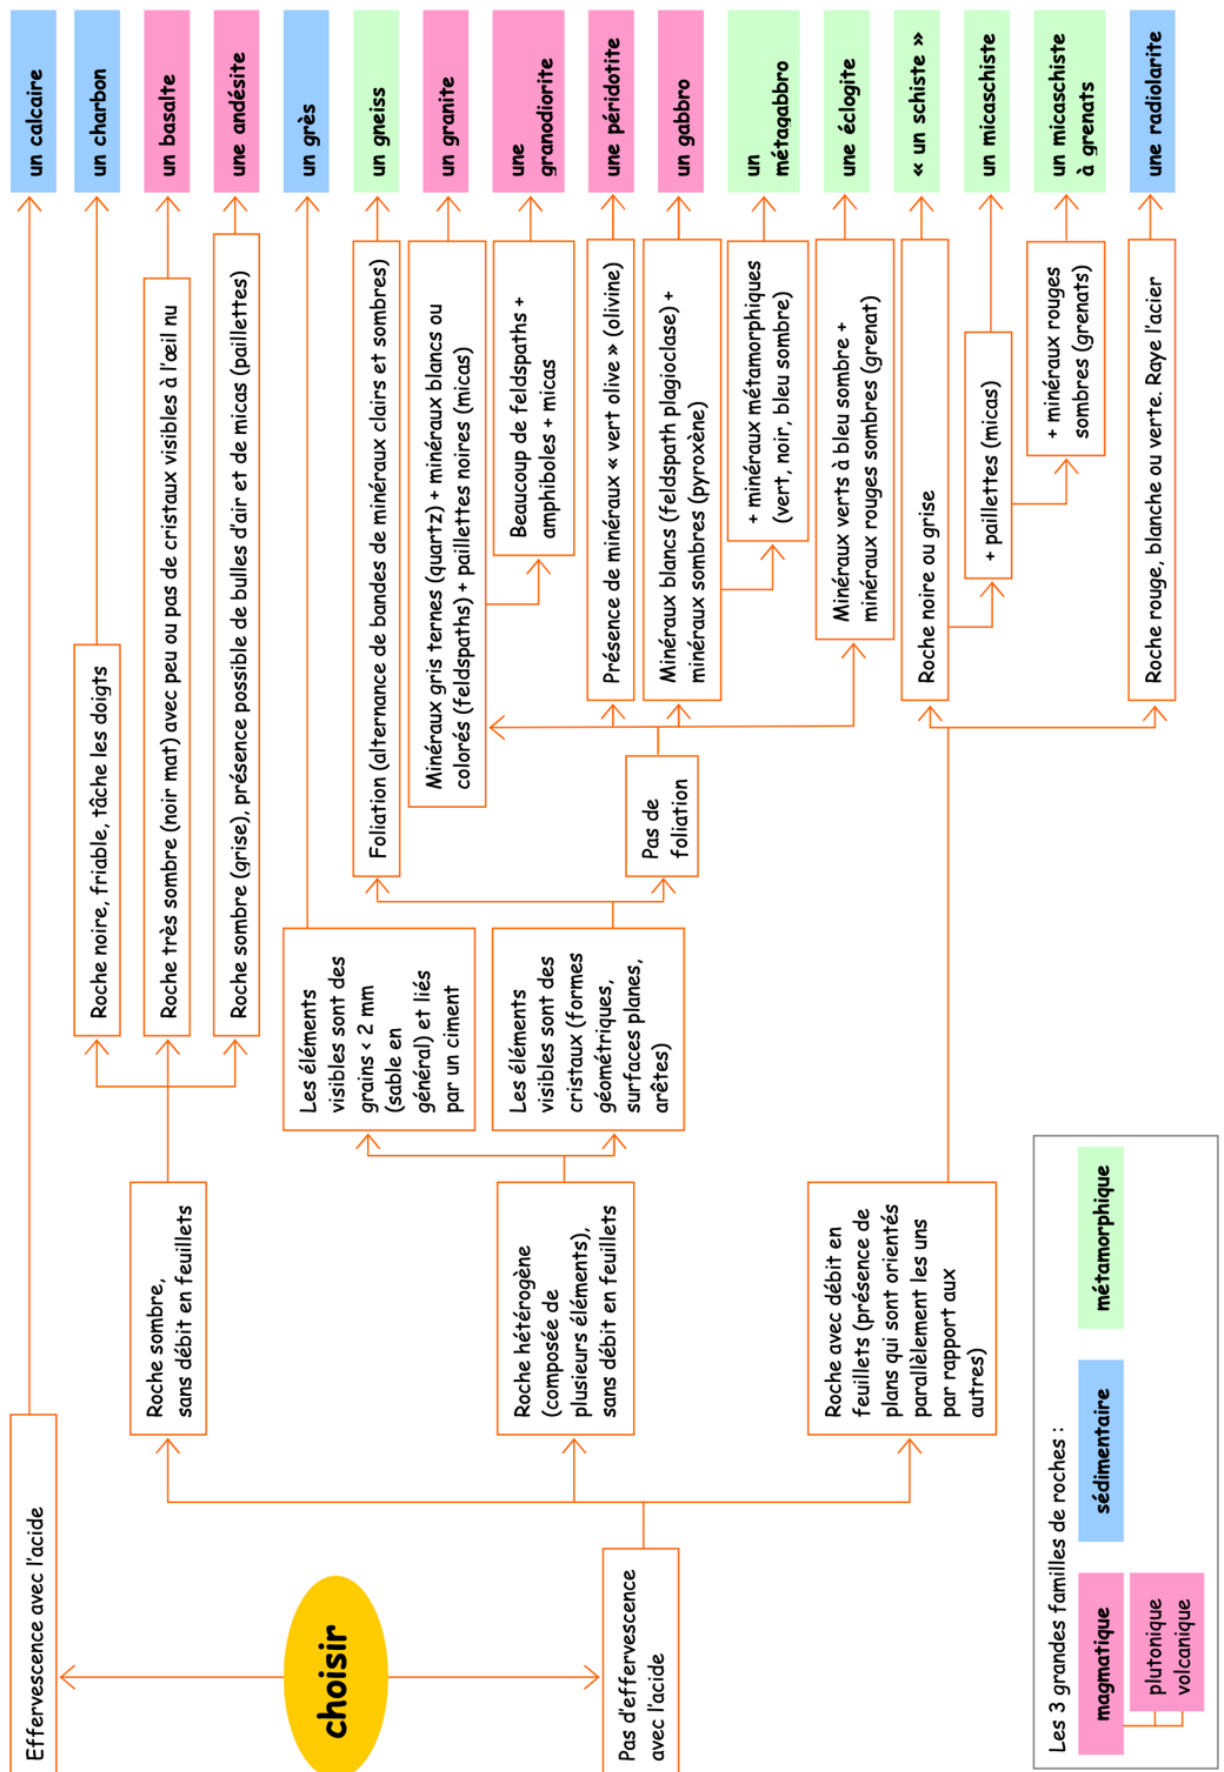 choisir
Effervescence avec l'acide
un calcaire
Pas d'effervescence
avec l'acide
Roche sombre,
sans débit en feuillets
Roche noire, friable, tâche les doigts
un charbon
Roche très sombre (noir mat) avec peu ou pas de cristaux visibles à l'œil nu
un basalte
Roche sombre (grise), présence possible de bulles d'air et de micas (paillettes)
une andésite
Roche hétérogène
(composée de
plusieurs éléments),
sans débit en feuillets
Les éléments
visibles sont des
grains < 2 mm
(sable en
général) et liés
par un ciment
un grès
Les éléments
visibles sont des
cristaux (formes
géométriques,
surfaces planes,
arêtes)
Foliation (alternance de bandes de minéraux clairs et sombres)
un gneiss
Pas de
foliation
Minéraux gris ternes (quartz) + minéraux blancs ou
colorés (feldspaths) + paillettes noires (micas)
un granite
Beaucoup de feldspaths +
amphiboles + micas
une
granodiorite
Présence de minéraux « vert olive » (olivine)
une péridotite
Minéraux blancs (feldspath plagioclase) +
minéraux sombres (pyroxène)
un gabbro
+ minéraux métamorphiques
(vert, noir, bleu sombre)
un
métagabbro
Minéraux verts à bleu sombre +
minéraux rouges sombres (grenat)
une éclogite
Roche avec débit en
feuillets (présence de
plans qui sont orientés
parallèlement les uns
par rapport aux
autres)
Roche noire ou grise
« un schiste »
+ paillettes (micas)
un micaschiste
+ minéraux rouges
sombres (grenats)
un micaschiste
à grenats
Roche rouge, blanche ou verte. Raye l'acier
une radiolarite
Les 3 grandes familles de roches :
magmatique
sédimentaire
métamorphique
plutonique
volcanique